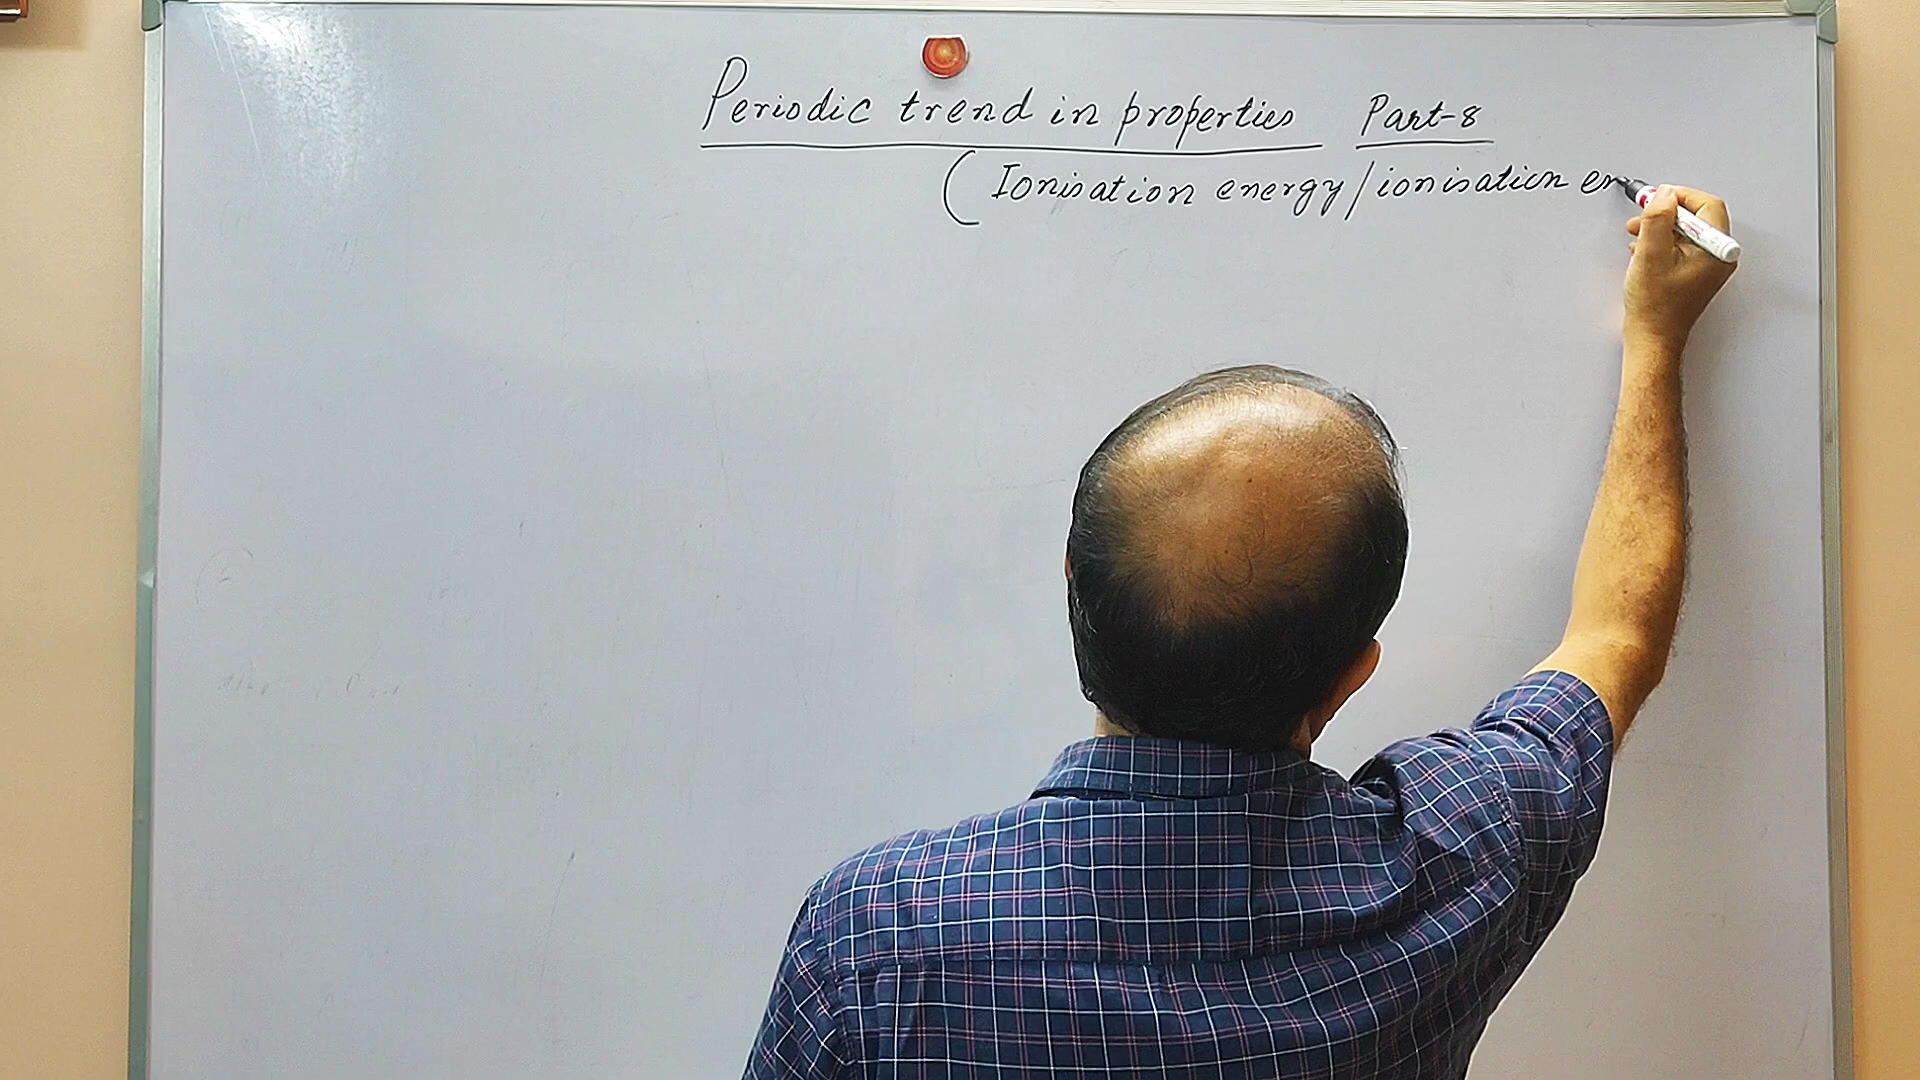 Periodic trend in properties Part-8
(Ionisation energy/ionisation en